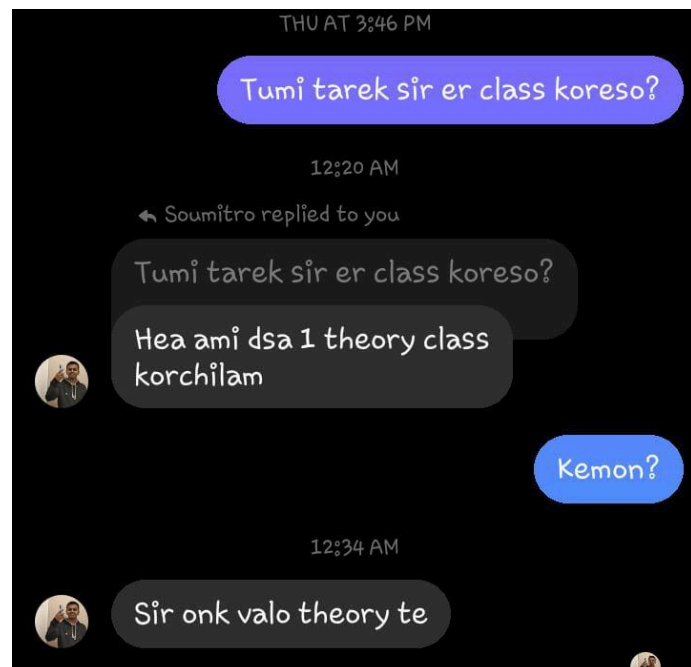 THU AT 3:46 PM
Tumi tarek sir er class koreso?
12:20 AM
Soumitro replied to you
Tumi tarek sir er class koreso?
Hea ami dsa 1 theory class
korchilam
Kemon?
12:34 AM
Sir onk valo theory te